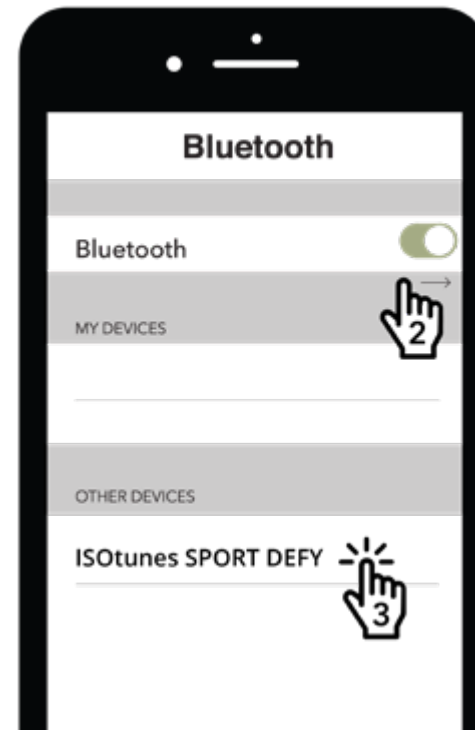 Bluetooth
Bluetooth
2
MY DEVICES
OTHER DEVICES
ISOtunes SPORT DEFY
3